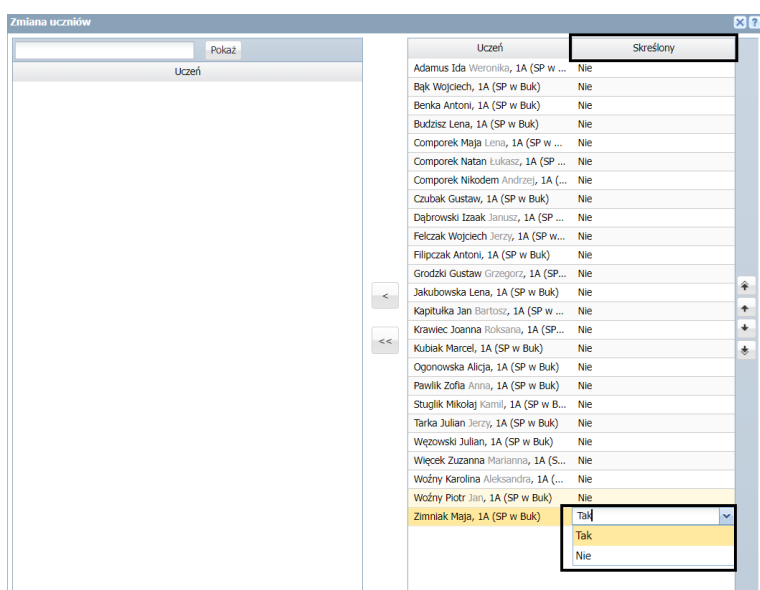 Zmiana uczniów
Pokaż
Uczeń
Uczeń Skreślony
Adamus Ida Weronika, 1A (SP w ... Nie
Bąk Wojciech, 1A (SP w Buk) Nie
Benka Antoni, 1A (SP w Buk) Nie
Budzisz Lena, 1A (SP w Buk) Nie
Comporek Maja Lena, 1A (SP w ... Nie
Comporek Natan Łukasz, 1A (SP ... Nie
Comporek Nikodem Andrzej, 1A (... Nie
Czubak Gustaw, 1A (SP w Buk) Nie
Dąbrowski Izaak Janusz, 1A (SP ... Nie
Felczak Wojciech Jerzy, 1A (SP w... Nie
Filipczak Antoni, 1A (SP w Buk) Nie
Grodzki Gustaw Grzegorz, 1A (SP... Nie
Jakubowska Lena, 1A (SP w Buk) Nie
Kapitułka Jan Bartosz, 1A (SP w ... Nie
Krawiec Joanna Roksana, 1A (SP... Nie
Kubiak Marcel, 1A (SP w Buk) Nie
Ogonowska Alicja, 1A (SP w Buk) Nie
Pawlik Zofia Anna, 1A (SP w Buk) Nie
Stuglik Mikołaj Kamil, 1A (SP w B... Nie
Tarka Julian Jerzy, 1A (SP w Buk) Nie
Węzowski Julian, 1A (SP w Buk) Nie
Więcek Zuzanna Marianna, 1A (S... Nie
Woźny Karolina Aleksandra, 1A (... Nie
Woźny Piotr Jan, 1A (SP w Buk) Nie
Zimniak Maja, 1A (SP w Buk) Tak
Tak
Nie
<
<<